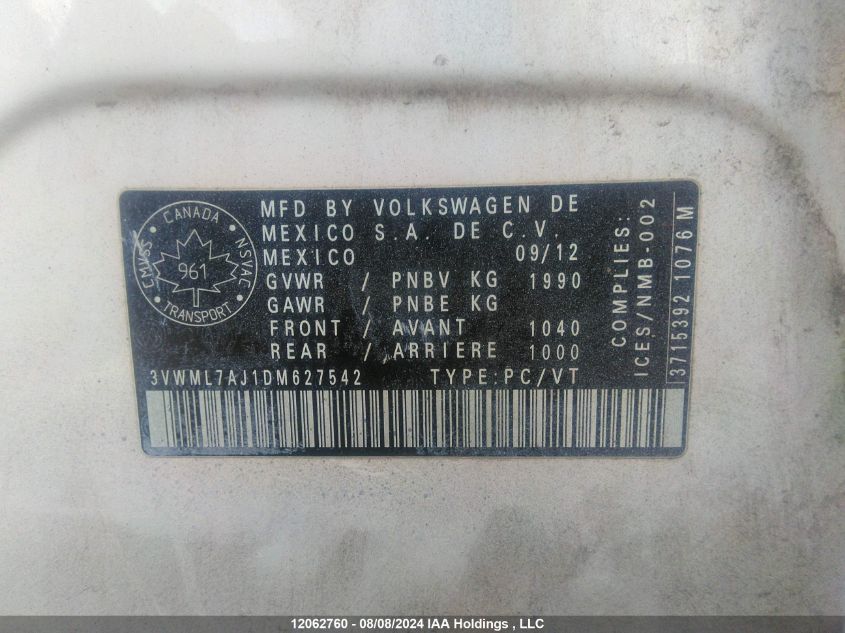 CANADA
CMVSS
NSVAC
961
TRANSPORT
MFD BY VOLKSWAGEN DE
MEXICO S.A. DE C.V.
MEXICO 09/12
GVWR / PNBV KG 1990
GAWR / PNBE KG
FRONT / AVANT 1040
REAR / ARRIERE 1000
3VWML7AJ1DM627542 TYPE:PC/VT
COMPLIES:
ICES/NMB-002
3715392 1076 M
12062760 - 08/08/2024 IAA Holdings , LLC